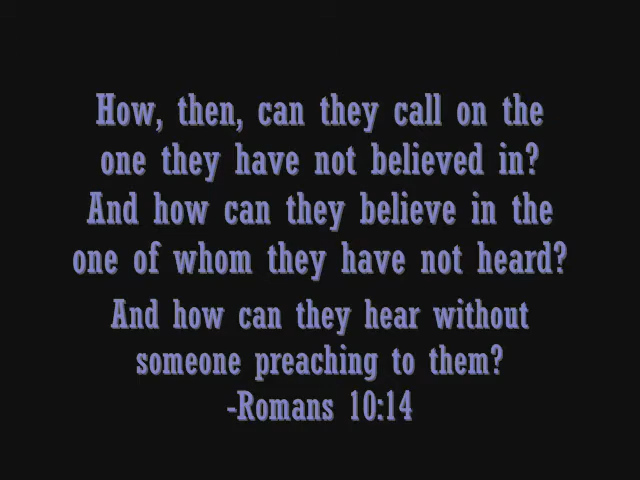 How, then, can they call on the
one they have not believed in?
And how can they believe in the
one of whom they have not heard?
And how can they hear without
someone preaching to them?
-Romans 10:14